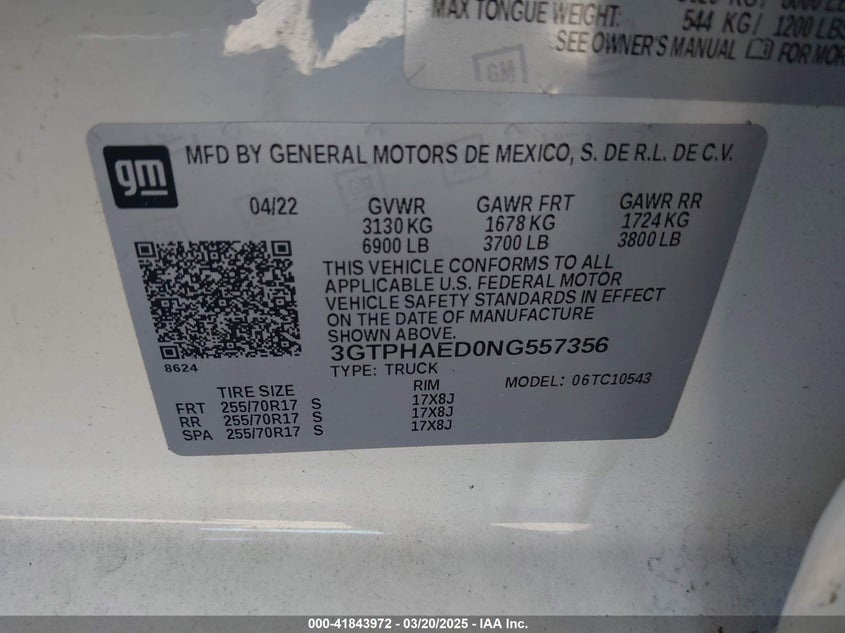 MAX TONGUE WEIGHT: 544 KG/ 1200 LBS
SEE OWNER'S MANUAL FOR MOR
GM
gm
MFD BY GENERAL MOTORS DE MEXICO, S. DE R.L. DE C.V.
04/22 GVWR GAWR FRT GAWR RR
3130 KG 1678 KG 1724 KG
6900 LB 3700 LB 3800 LB
THIS VEHICLE CONFORMS TO ALL
APPLICABLE U.S. FEDERAL MOTOR
VEHICLE SAFETY STANDARDS IN EFFECT
ON THE DATE OF MANUFACTURE
SHOWN ABOVE.
3GTPHAED0NG557356
8624
TYPE: TRUCK MODEL: 06TC10543
TIRE SIZE RIM
FRT 255/70R17 S 17X8J
RR 255/70R17 S 17X8J
SPA 255/70R17 S 17X8J
000-41843972 — 03/20/2025 — IAA Inc.